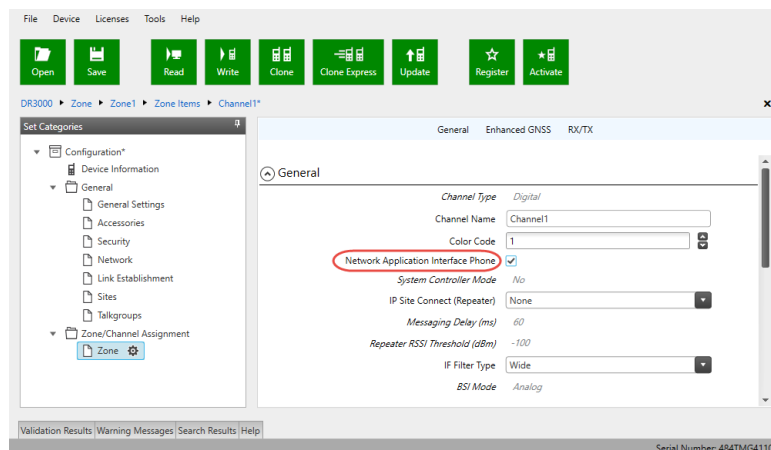 File Device Licenses Tools Help
Open Save Read Write Clone Clone Express Update Register Activate
DR3000 Zone Zone1 Zone Items Channel1*
Set Categories
Configuration*
Device Information
General
General Settings
Accessories
Security
Network
Link Establishment
Sites
Talkgroups
Zone/Channel Assignment
Zone
General Enhanced GNSS RX/TX
General
Channel Type Digital
Channel Name Channel1
Color Code 1
Network Application Interface Phone
System Controller Mode No
IP Site Connect (Repeater) None
Messaging Delay (ms) 60
Repeater RSSI Threshold (dBm) -100
IF Filter Type Wide
BSI Mode Analog
Validation Results Warning Messages Search Results Help
Serial Number: 484TMG4110